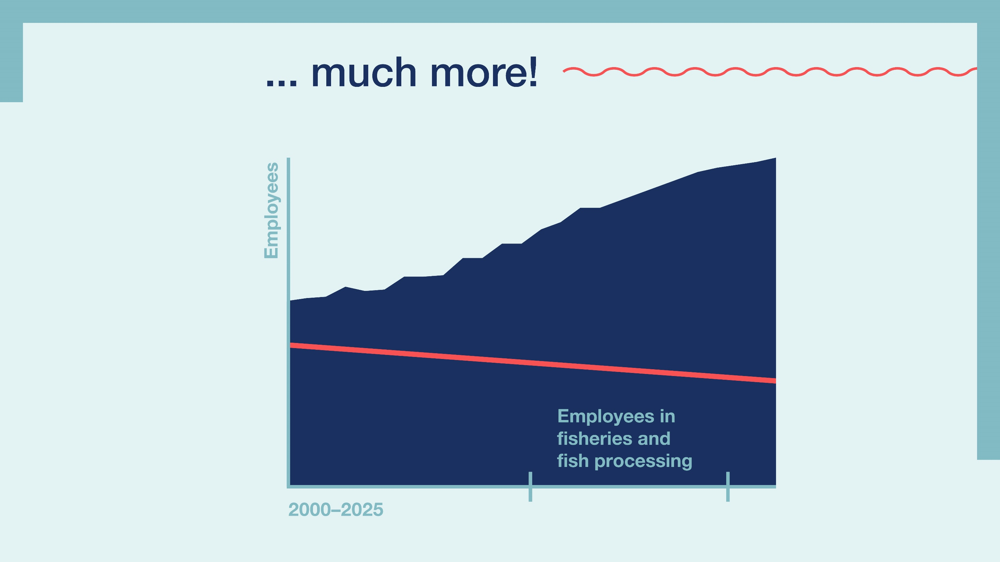 ... much more!
Employees
Employees in
fisheries and
fish processing
2000–2025